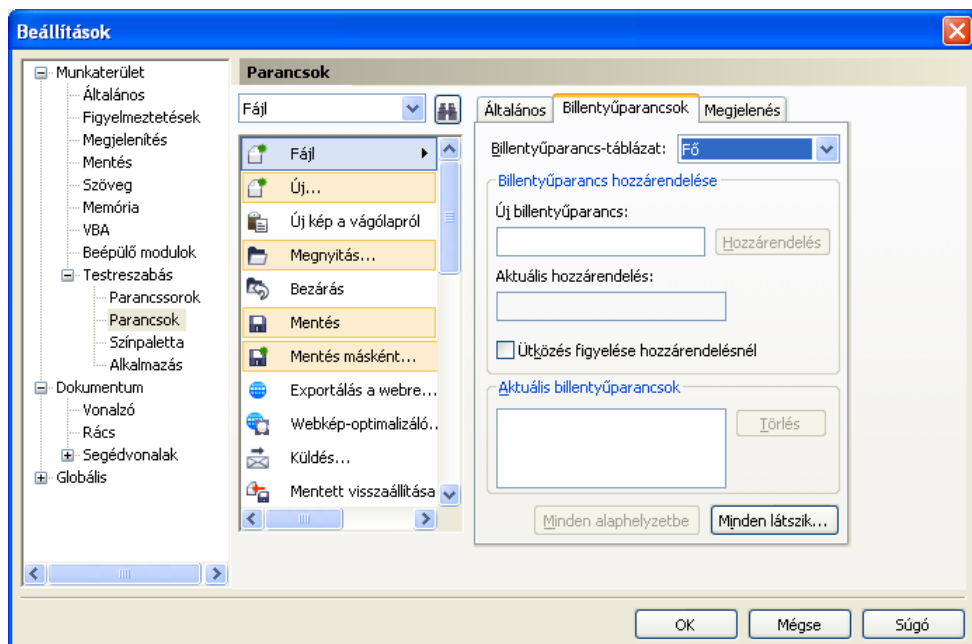 Beállítások
Munkaterület
Általános
Figyelmeztetések
Megjelenítés
Mentés
Szöveg
Memória
VBA
Beépülő modulok
Testreszabás
Parancssorok
Parancsok
Színpaletta
Alkalmazás
Dokumentum
Vonalzó
Rács
Segédvonalak
Globális
Parancsok
Fájl
Fájl
Új...
Új kép a vágólapról
Megnyitás...
Bezárás
Mentés
Mentés másként...
Exportálás a webre...
Webkép-optimalizáló..
Küldés...
Mentett visszaállítása
Általános
Billentyűparancsok
Megjelenés
Billentyűparancs-táblázat: Fő
Billentyűparancs hozzárendelése
Új billentyűparancs:
Hozzárendelés
Aktuális hozzárendelés:
Ütközés figyelése hozzárendelésnél
Aktuális billentyűparancsok
Törlés
Minden alaphelyzetbe
Minden látszik...
OK
Mégse
Súgó